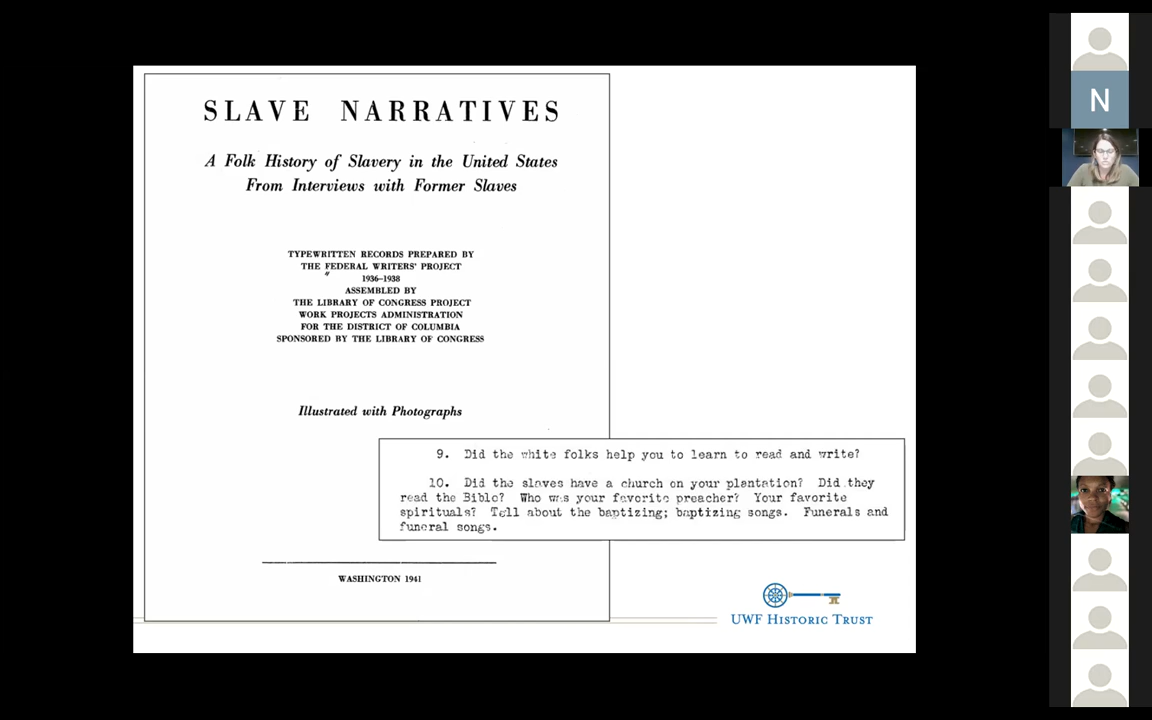 SLAVE NARRATIVES
A Folk History of Slavery in the United States
From Interviews with Former Slaves
TYPEWRITTEN RECORDS PREPARED BY
THE FEDERAL WRITERS' PROJECT
1936–1938
ASSEMBLED BY
THE LIBRARY OF CONGRESS PROJECT
WORK PROJECTS ADMINISTRATION
FOR THE DISTRICT OF COLUMBIA
SPONSORED BY THE LIBRARY OF CONGRESS
Illustrated with Photographs
9. Did the white folks help you to learn to read and write?
10. Did the slaves have a church on your plantation? Did they
read the Bible? Who was your favorite preacher? Your favorite
spirituals? Tell about the baptizing; baptizing songs. Funerals and
funeral songs.
WASHINGTON 1941
UWF HISTORIC TRUST
N